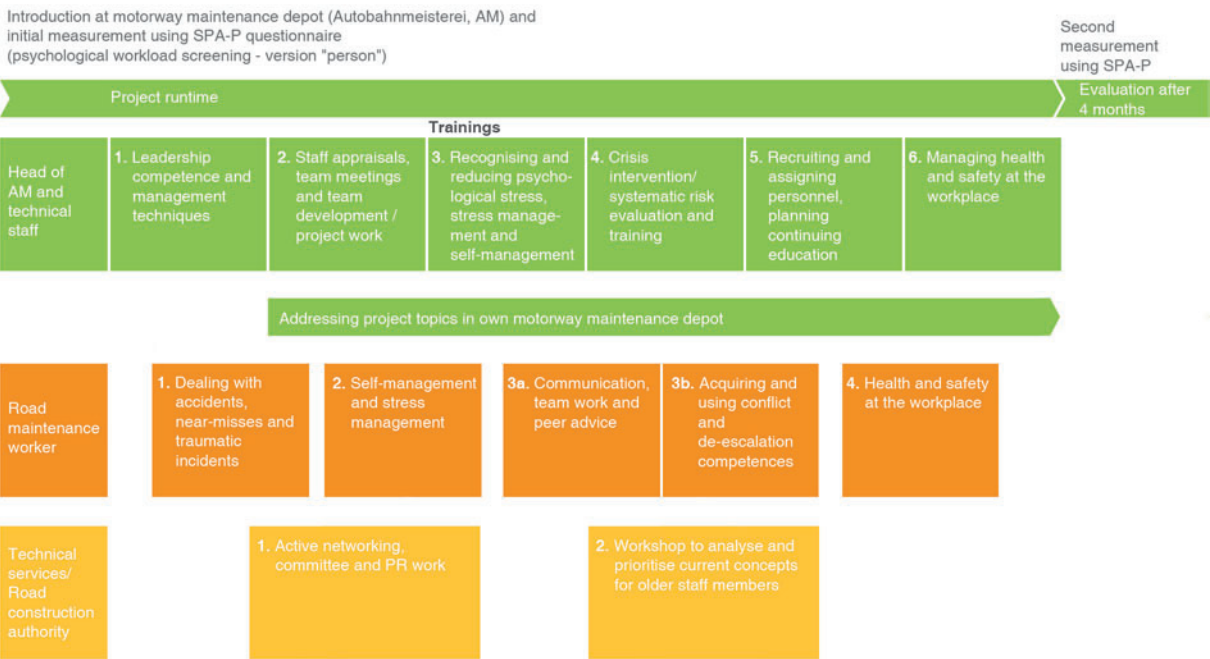 Introduction at motorway maintenance depot (Autobahnmeisterei, AM) and
initial measurement using SPA-P questionnaire
(psychological workload screening - version "person")
Second
measurement
using SPA-P
Project runtime
Evaluation after
4 months
Trainings
Head of
AM and
technical
staff
1. Leadership
competence and
management
techniques
2. Staff appraisals,
team meetings
and team
development /
project work
3. Recognising and
reducing psycho-
logical stress,
stress manage-
ment and
self-management
4. Crisis
intervention/
systematic risk
evaluation and
training
5. Recruiting and
assigning
personnel,
planning
continuing
education
6. Managing health
and safety at the
workplace
Addressing project topics in own motorway maintenance depot
Road
maintenance
worker
1. Dealing with
accidents,
near-misses and
traumatic
incidents
2. Self-management
and stress
management
3a. Communication,
team work and
peer advice
3b. Acquiring and
using conflict
and
de-escalation
competences
4. Health and safety
at the workplace
Technical
services/
Road
construction
authority
1. Active networking,
committee and PR work
2. Workshop to analyse and
prioritise current concepts
for older staff members